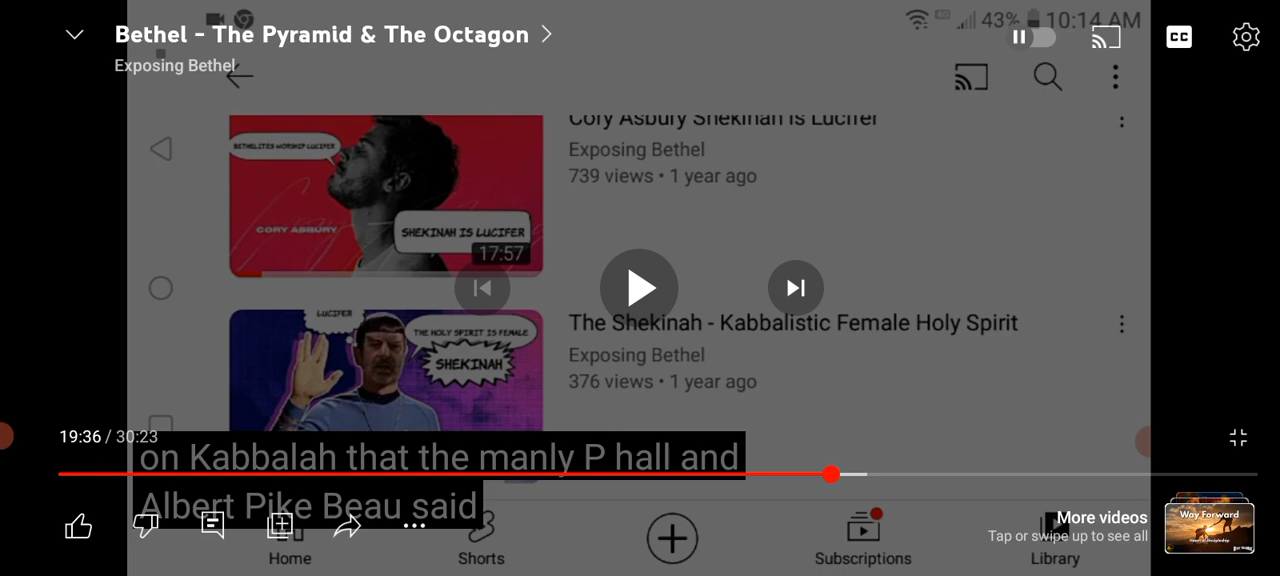 43% 10:14 AM
Bethel - The Pyramid & The Octagon
Exposing Bethel
CC
Cory Asbury Shekinah is Lucifer
Exposing Bethel
739 views • 1 year ago
BETHELITES WORSHIP LUCIFER
CORY ASBURY
SHEKINAH IS LUCIFER
17:57
The Shekinah - Kabbalistic Female Holy Spirit
Exposing Bethel
376 views • 1 year ago
LUCIFER
THE HOLY SPIRIT IS FEMALE
SHEKINAH
19:36 / 30:23
on Kabbalah that the manly P hall and
Albert Pike Beau said
More videos
Tap or swipe up to see all
Way Forward
Home
Shorts
Subscriptions
Library